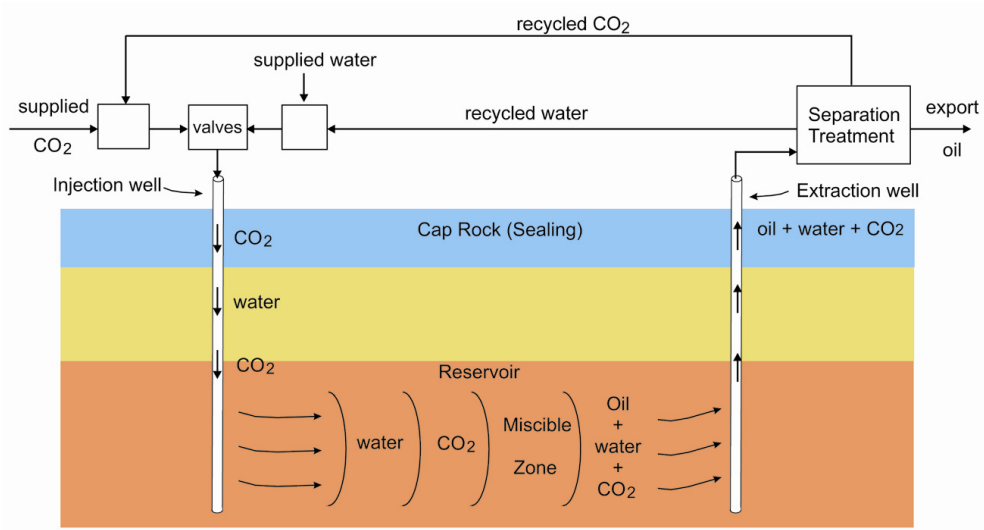 recycled CO2
supplied water
supplied
CO2
valves
recycled water
Separation
Treatment
export
oil
Injection well
Extraction well
CO2
Cap Rock (Sealing)
oil + water + CO2
water
CO2
Reservoir
water
CO2
Miscible
Zone
Oil
+
water
+
CO2